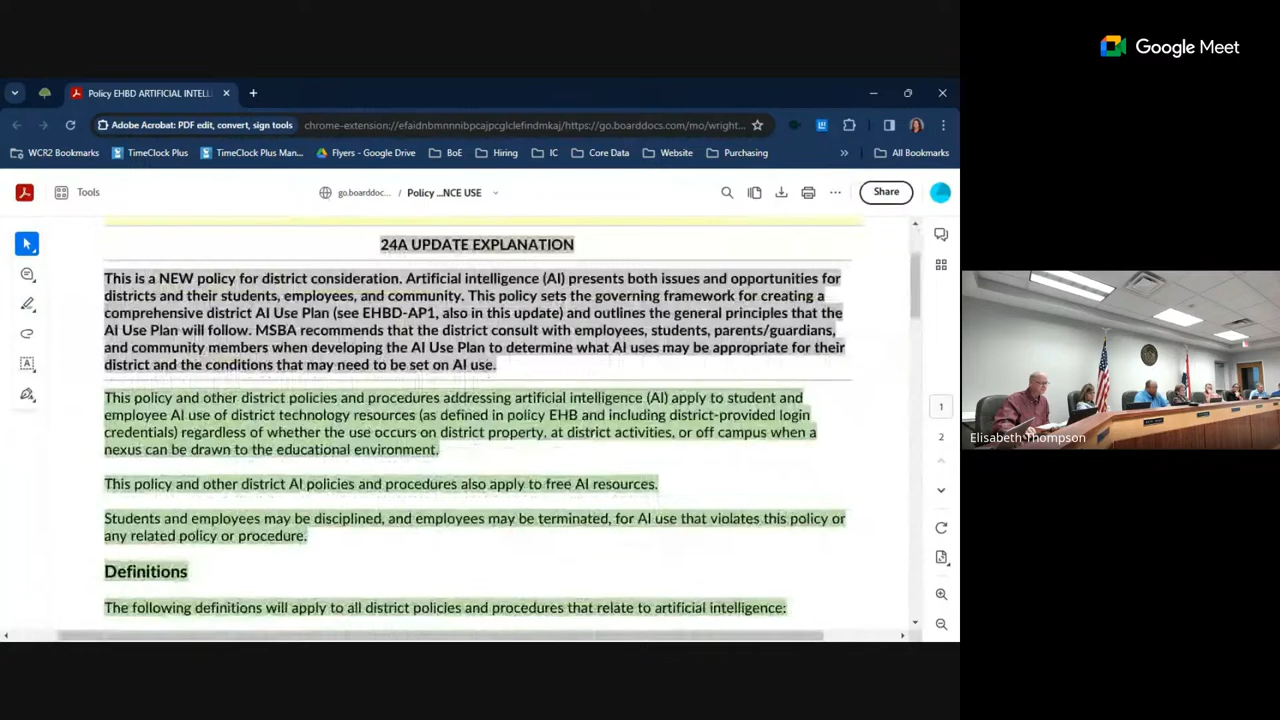 Google Meet
Policy EHBD ARTIFICIAL INTELL
Adobe Acrobat: PDF edit, convert, sign tools
chrome-extension://efaidnbmnnnibpcajpcglclefindmkaj/https://go.boarddocs.com/mo/wright...
WCR2 Bookmarks
TimeClock Plus
TimeClock Plus Man...
Flyers - Google Drive
BoE
Hiring
IC
Core Data
Website
Purchasing
»
All Bookmarks
Tools
go.boarddoc...
/ Policy ...NCE USE
Share
24A UPDATE EXPLANATION
This is a NEW policy for district consideration. Artificial intelligence (AI) presents both issues and opportunities for
districts and their students, employees, and community. This policy sets the governing framework for creating a
comprehensive district AI Use Plan (see EHBD-AP1, also in this update) and outlines the general principles that the
AI Use Plan will follow. MSBA recommends that the district consult with employees, students, parents/guardians,
and community members when developing the AI Use Plan to determine what AI uses may be appropriate for their
district and the conditions that may need to be set on AI use.
This policy and other district policies and procedures addressing artificial intelligence (AI) apply to student and
employee AI use of district technology resources (as defined in policy EHB and including district-provided login
credentials) regardless of whether the use occurs on district property, at district activities, or off campus when a
nexus can be drawn to the educational environment.
This policy and other district AI policies and procedures also apply to free AI resources.
Students and employees may be disciplined, and employees may be terminated, for AI use that violates this policy or
any related policy or procedure.
Definitions
The following definitions will apply to all district policies and procedures that relate to artificial intelligence:
1
2
Elisabeth Thompson